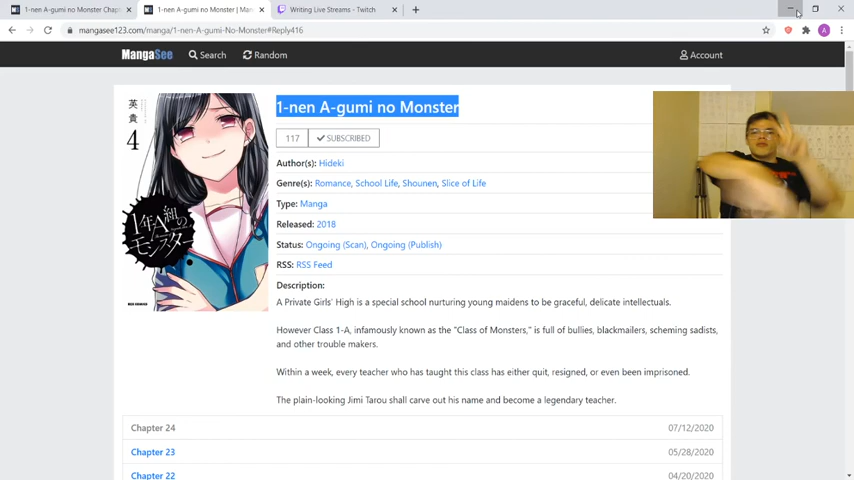 1-nen A-gumi no Monster Chapt
1-nen A-gumi no Monster | Man
Writing Live Streams - Twitch
mangasee123.com/manga/1-nen-A-gumi-No-Monster#Reply416
A
MangaSee
Search
Random
Account
英貴
4
1年A組の
モンスター
1-nen A-gumi no Monster
117
SUBSCRIBED
Author(s): Hideki
Genre(s): Romance, School Life, Shounen, Slice of Life
Type: Manga
Released: 2018
Status: Ongoing (Scan), Ongoing (Publish)
RSS: RSS Feed
Description:
A Private Girls' High is a special school nurturing young maidens to be graceful, delicate intellectuals.
However Class 1-A, infamously known as the "Class of Monsters," is full of bullies, blackmailers, scheming sadists,
and other trouble makers.
Within a week, every teacher who has taught this class has either quit, resigned, or even been imprisoned.
The plain-looking Jimi Tarou shall carve out his name and become a legendary teacher.
Chapter 24 07/12/2020
Chapter 23 05/28/2020
Chapter 22 04/20/2020